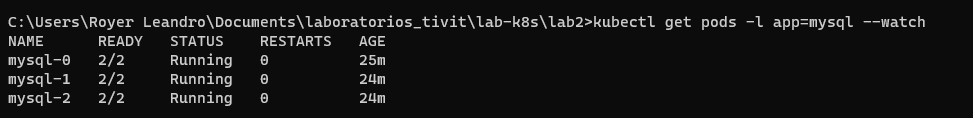 C:\Users\Royer Leandro\Documents\laboratorios_tivit\lab-k8s\lab2>kubectl get pods -l app=mysql --watch
NAME READY STATUS RESTARTS AGE
mysql-0 2/2 Running 0 25m
mysql-1 2/2 Running 0 24m
mysql-2 2/2 Running 0 24m